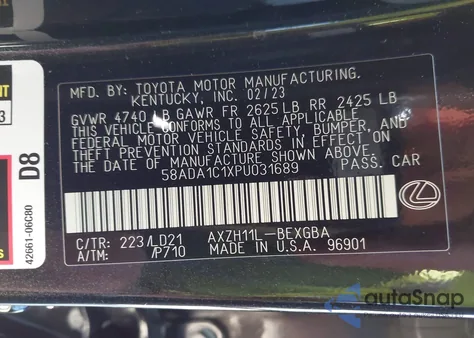 MFD. BY: TOYOTA MOTOR MANUFACTURING.
KENTUCKY, INC. 02/23
GVWR 4740 LB GAWR FR 2625 LB RR 2425 LB
THIS VEHICLE CONFORMS TO ALL APPLICABLE
FEDERAL MOTOR VEHICLE SAFETY, BUMPER, AND
THEFT PREVENTION STANDARDS IN EFFECT ON
THE DATE OF MANUFACTURE SHOWN ABOVE.
58ADA1C1XPU031689 PASS. CAR
C/TR: 223/LD21 AXZH11L-BEXGBA
A/TM: /P710 MADE IN U.S.A. 96901
42661-06C80
D8
3
autoSnap